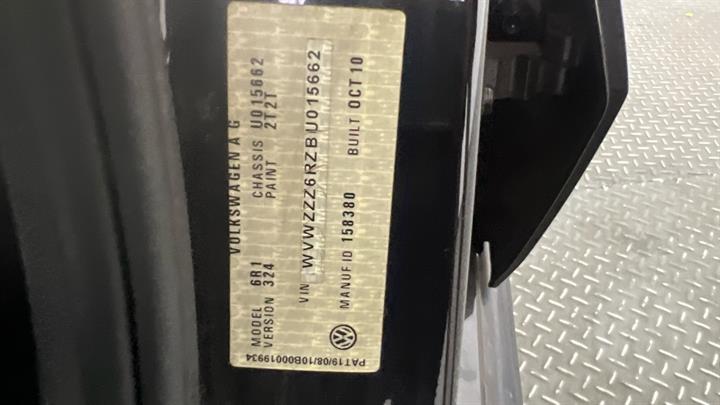 VOLKSWAGEN A G
MODEL 6R1 CHASSIS U015662
VERSION 324 PAINT 2T2T
VIN WVWZZZ6RZBU015662
MANUF ID 158380 BUILT OCT 10
PAT19/08/10B00019934